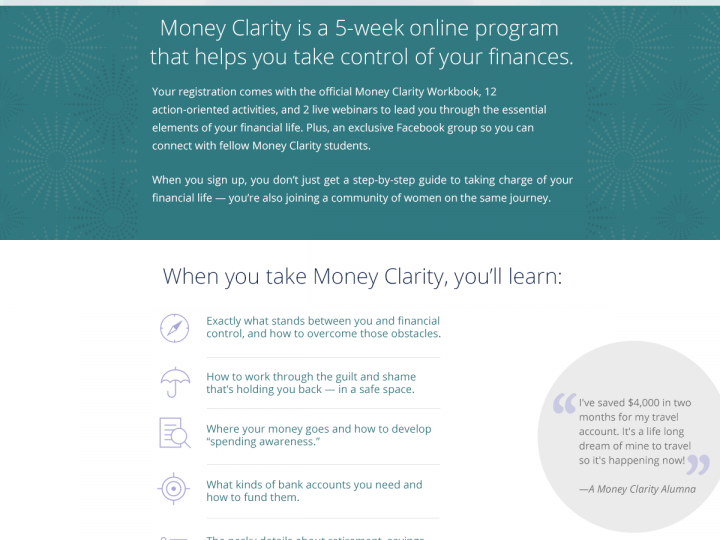 Money Clarity is a 5-week online program
that helps you take control of your finances.
Your registration comes with the official Money Clarity Workbook, 12
action-oriented activities, and 2 live webinars to lead you through the essential
elements of your financial life. Plus, an exclusive Facebook group so you can
connect with fellow Money Clarity students.
When you sign up, you don’t just get a step-by-step guide to taking charge of your
financial life — you’re also joining a community of women on the same journey.
When you take Money Clarity, you’ll learn:
Exactly what stands between you and financial
control, and how to overcome those obstacles.
How to work through the guilt and shame
that’s holding you back — in a safe space.
Where your money goes and how to develop
“spending awareness.”
What kinds of bank accounts you need and
how to fund them.
“I've saved $4,000 in two
months for my travel
account. It's a life long
dream of mine to travel
so it's happening now!”
—A Money Clarity Alumna